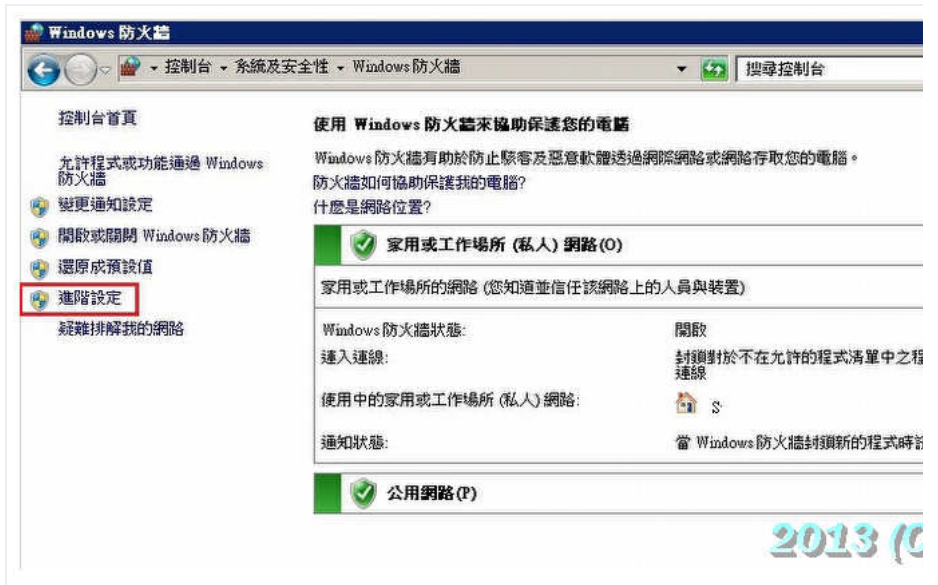 Windows 防火牆
控制台 系統及安全性 Windows 防火牆
搜尋控制台
控制台首頁
允許程式或功能通過 Windows
防火牆
變更通知設定
開啟或關閉 Windows 防火牆
還原成預設值
進階設定
疑難排解我的網路
使用 Windows 防火牆來協助保護您的電腦
Windows 防火牆有助於防止駭客及惡意軟體透過網際網路或網路存取您的電腦。
防火牆如何協助保護我的電腦?
什麼是網路位置?
家用或工作場所 (私人) 網路(O)
家用或工作場所的網路 (您知道並信任該網路上的人員與裝置)
Windows 防火牆狀態: 開啟
連入連線: 封鎖對於不在允許的程式清單中之程
連線
使用中的家用或工作場所 (私人) 網路: S
通知狀態: 當 Windows 防火牆封鎖新的程式時
公用網路(P)
2013 (C